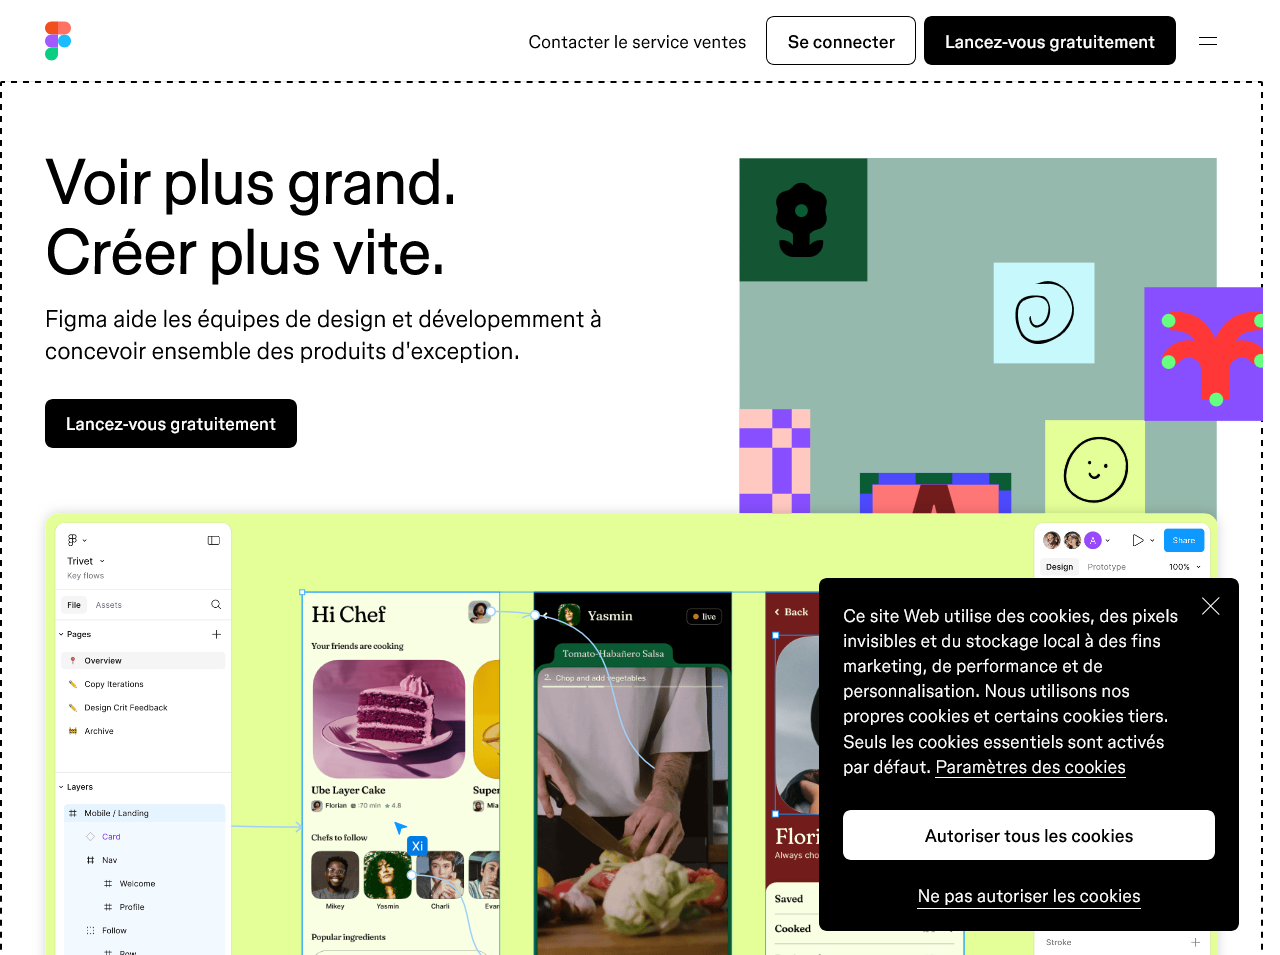 Contacter le service ventes
Se connecter
Lancez-vous gratuitement
Voir plus grand.
Créer plus vite.
Figma aide les équipes de design et dévelopemment à
concevoir ensemble des produits d'exception.
Lancez-vous gratuitement
Trivet
Key flows
File Assets
Pages
Overview
Copy Iterations
Design Crit Feedback
Archive
Layers
Mobile / Landing
Card
Nav
Welcome
Profile
Follow
Row
Hi Chef
Your friends are cooking
Ube Layer Cake
Florian 70 min 4.8
Super
Mia
Chefs to follow
Xi
Mikey Yasmin Charli Evan
Popular ingredients
Yasmin
live
Tomato-Habañero Salsa
2. Chop and add vegetables
Back
Flori
Always cho
Saved
Cooked
A
Share
Design Prototype 100%
Stroke
Ce site Web utilise des cookies, des pixels
invisibles et du stockage local à des fins
marketing, de performance et de
personnalisation. Nous utilisons nos
propres cookies et certains cookies tiers.
Seuls les cookies essentiels sont activés
par défaut. Paramètres des cookies
Autoriser tous les cookies
Ne pas autoriser les cookies